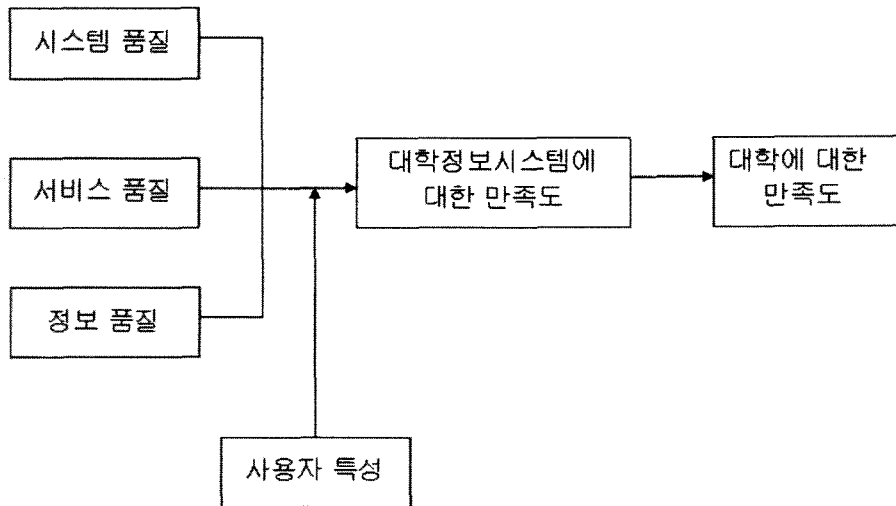 시스템 품질
서비스 품질
정보 품질
대학정보시스템에
대한 만족도
대학에 대한
만족도
사용자 특성